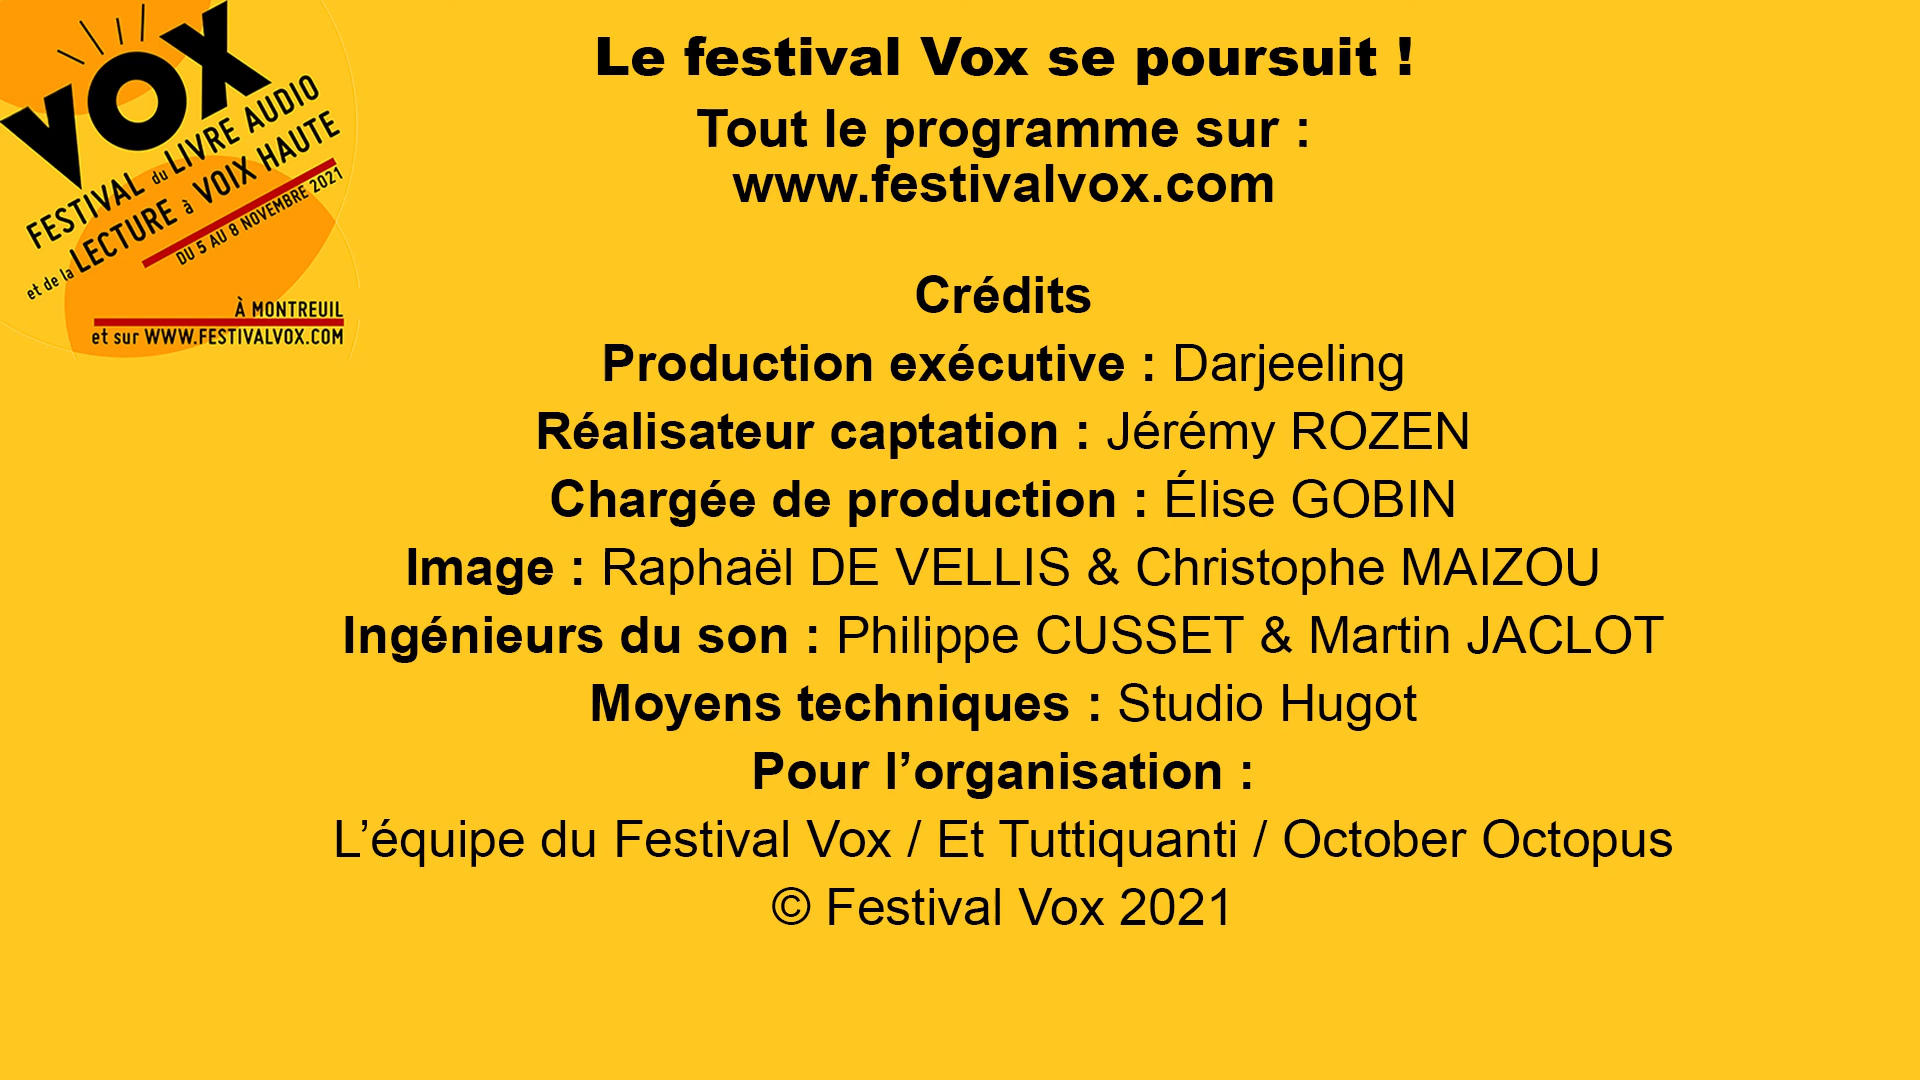 VOX
FESTIVAL du LIVRE AUDIO
et de la LECTURE à VOIX HAUTE
DU 5 AU 8 NOVEMBRE 2021
À MONTREUIL
et sur WWW.FESTIVALVOX.COM
Le festival Vox se poursuit !
Tout le programme sur :
www.festivalvox.com
Crédits
Production exécutive : Darjeeling
Réalisateur captation : Jérémy ROZEN
Chargée de production : Élise GOBIN
Image : Raphaël DE VELLIS & Christophe MAIZOU
Ingénieurs du son : Philippe CUSSET & Martin JACLOT
Moyens techniques : Studio Hugot
Pour l’organisation :
L’équipe du Festival Vox / Et Tuttiquanti / October Octopus
© Festival Vox 2021